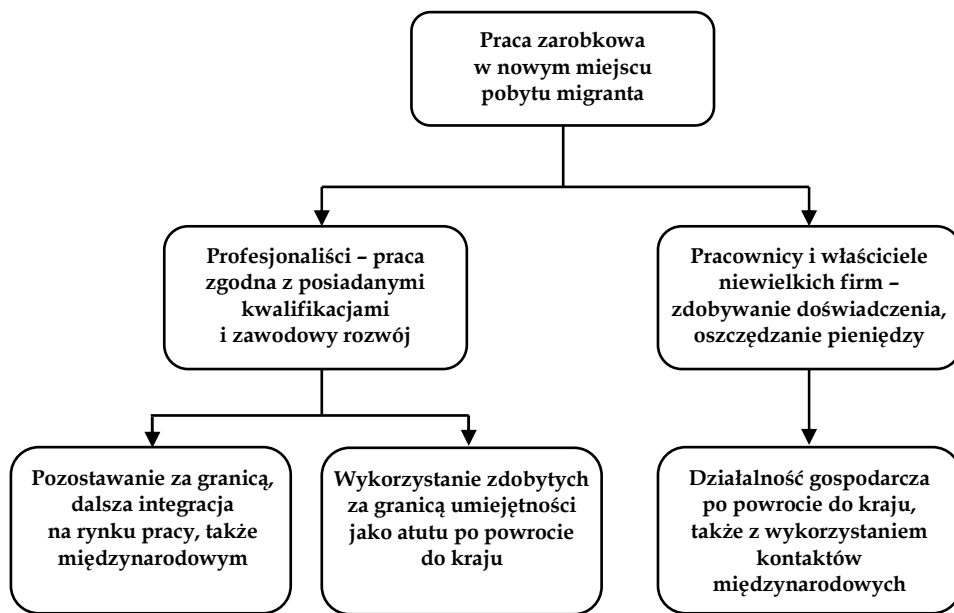 Praca zarobkowa
w nowym miejscu
pobytu migranta
Profesjonaliści – praca
zgodna z posiadanymi
kwalifikacjami
i zawodowy rozwój
Pracownicy i właściciele
niewielkich firm –
zdobywanie doświadczenia,
oszczędzanie pieniędzy
Pozostawanie za granicą,
dalsza integracja
na rynku pracy, także
międzynarodowym
Wykorzystanie zdobytych
za granicą umiejętności
jako atutu po powrocie
do kraju
Działalność gospodarcza
po powrocie do kraju,
także z wykorzystaniem
kontaktów
międzynarodowych